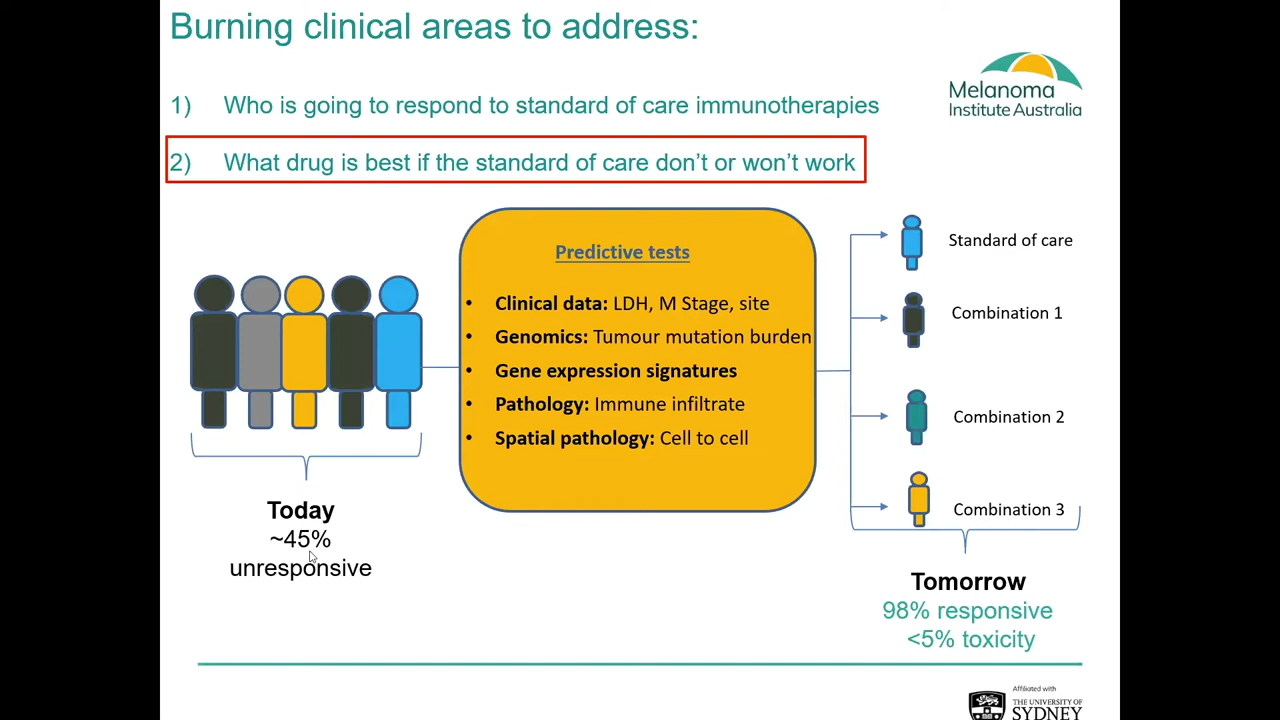 Burning clinical areas to address:
Melanoma
Institute Australia
1) Who is going to respond to standard of care immunotherapies
2) What drug is best if the standard of care don't or won't work
Predictive tests
• Clinical data: LDH, M Stage, site
• Genomics: Tumour mutation burden
• Gene expression signatures
• Pathology: Immune infiltrate
• Spatial pathology: Cell to cell
Standard of care
Combination 1
Combination 2
Combination 3
Today
~45%
unresponsive
Tomorrow
98% responsive
<5% toxicity
Affiliated with
THE UNIVERSITY OF
SYDNEY